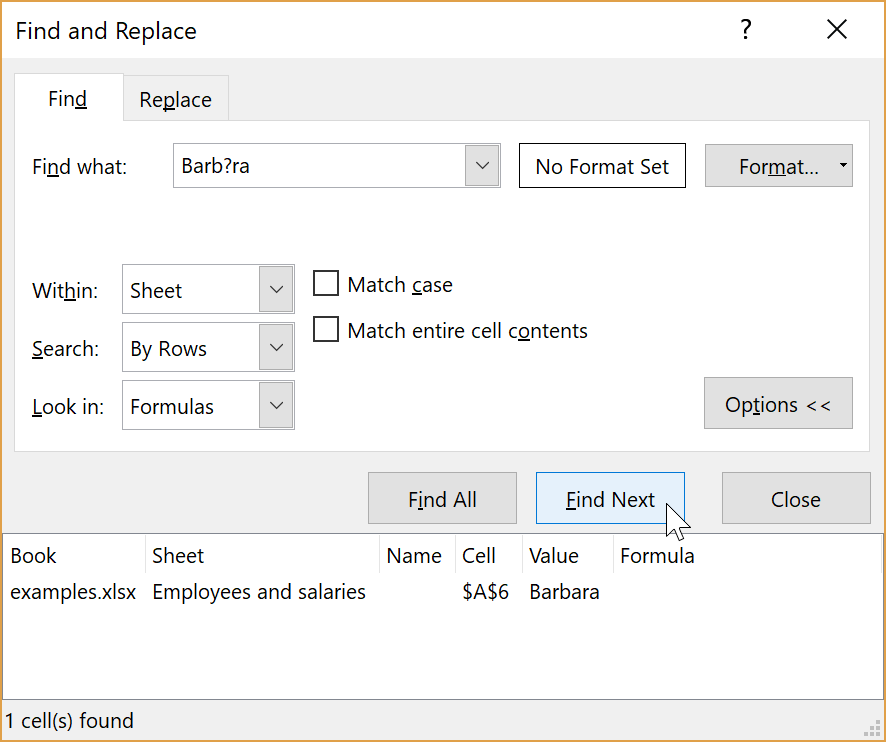 Find and Replace ?
Find Replace
Find what: Barb?ra No Format Set Format...
Within: Sheet Match case
Match entire cell contents
Search: By Rows
Look in: Formulas Options <<
Find All Find Next Close
Book Sheet Name Cell Value Formula
examples.xlsx Employees and salaries $A$6 Barbara
1 cell(s) found